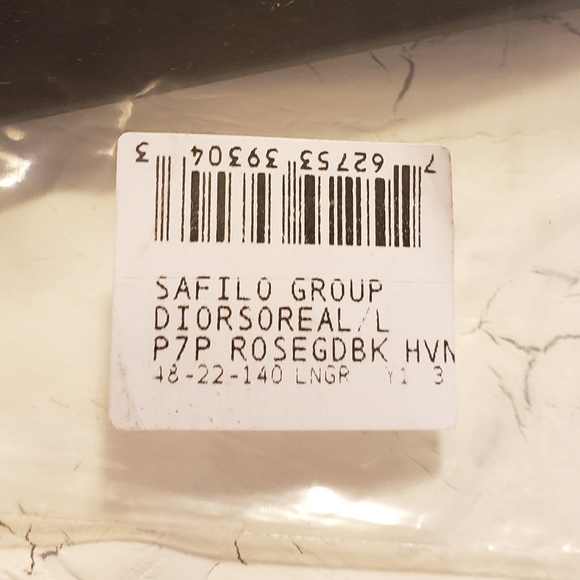 7 62753 39304 3
SAFILO GROUP
DIORSOREAL/L
P7P ROSEGDBK HVN
48-22-140 LNGR Y1 3